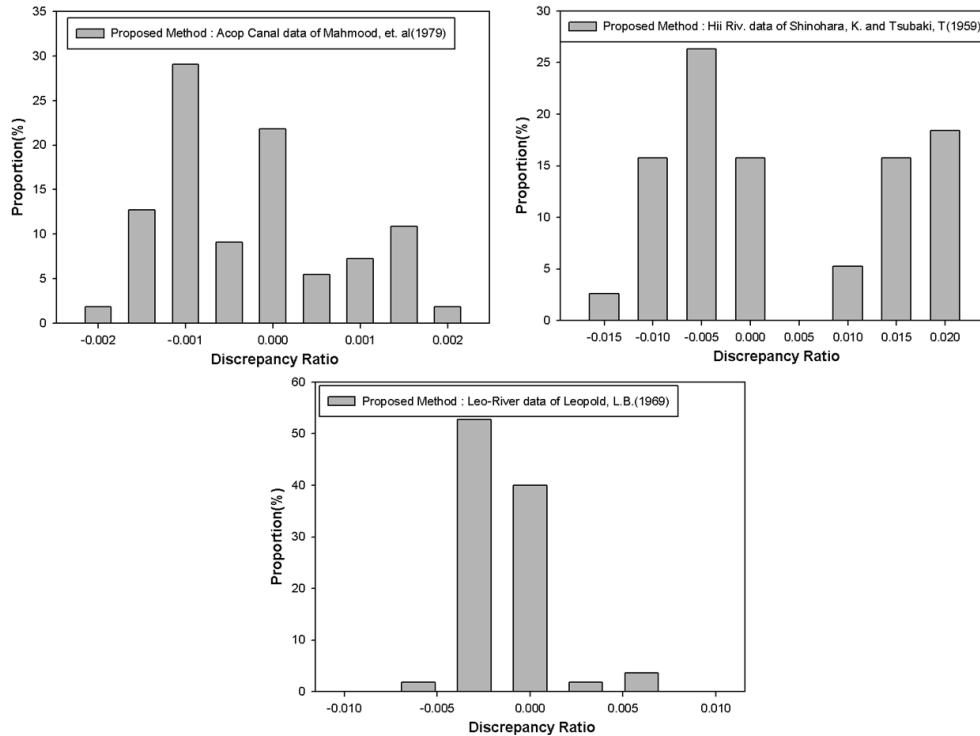 35
30
25
20
15
10
5
0
Proportion(%)
Proposed Method : Acop Canal data of Mahmood, et. al(1979)
-0.002 -0.001 0.000 0.001 0.002
Discrepancy Ratio
30
25
20
15
10
5
0
Proportion(%)
Proposed Method : Hii Riv. data of Shinohara, K. and Tsubaki, T(1959)
-0.015 -0.010 -0.005 0.000 0.005 0.010 0.015 0.020
Discrepancy Ratio
60
50
40
30
20
10
0
Proportion(%)
Proposed Method : Leo-River data of Leopold, L.B.(1969)
-0.010 -0.005 0.000 0.005 0.010
Discrepancy Ratio